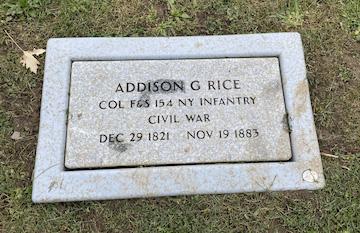 ADDISON G RICE
COL F&S 154 NY INFANTRY
CIVIL WAR
DEC 29 1821 NOV 19 1883